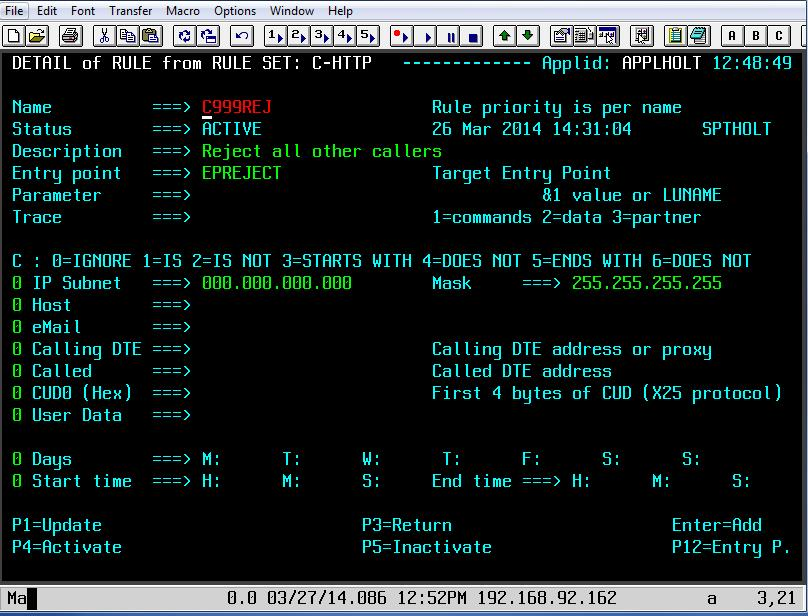 File Edit Font Transfer Macro Options Window Help
1 2 3 4 5 A B C
DETAIL of RULE from RULE SET: C-HTTP ------------- Applid: APPLHOLT 12:48:49
Name ===> C999REJ Rule priority is per name
Status ===> ACTIVE 26 Mar 2014 14:31:04 SPTHOLT
Description ===> Reject all other callers
Entry point ===> EPREJECT Target Entry Point
Parameter ===> &1 value or LUNAME
Trace ===> 1=commands 2=data 3=partner
C : 0=IGNORE 1=IS 2=IS NOT 3=STARTS WITH 4=DOES NOT 5=ENDS WITH 6=DOES NOT
0 IP Subnet ===> 000.000.000.000 Mask ===> 255.255.255.255
0 Host ===>
0 eMail ===>
0 Calling DTE ===> Calling DTE address or proxy
0 Called ===> Called DTE address
0 CUD0 (Hex) ===> First 4 bytes of CUD (X25 protocol)
0 User Data ===>
0 Days ===> M: T: W: T: F: S: S:
0 Start time ===> H: M: S: End time ===> H: M: S:
P1=Update P3=Return Enter=Add
P4=Activate P5=Inactivate P12=Entry P.
Ma 0.0 03/27/14.086 12:52PM 192.168.92.162 a 3,21